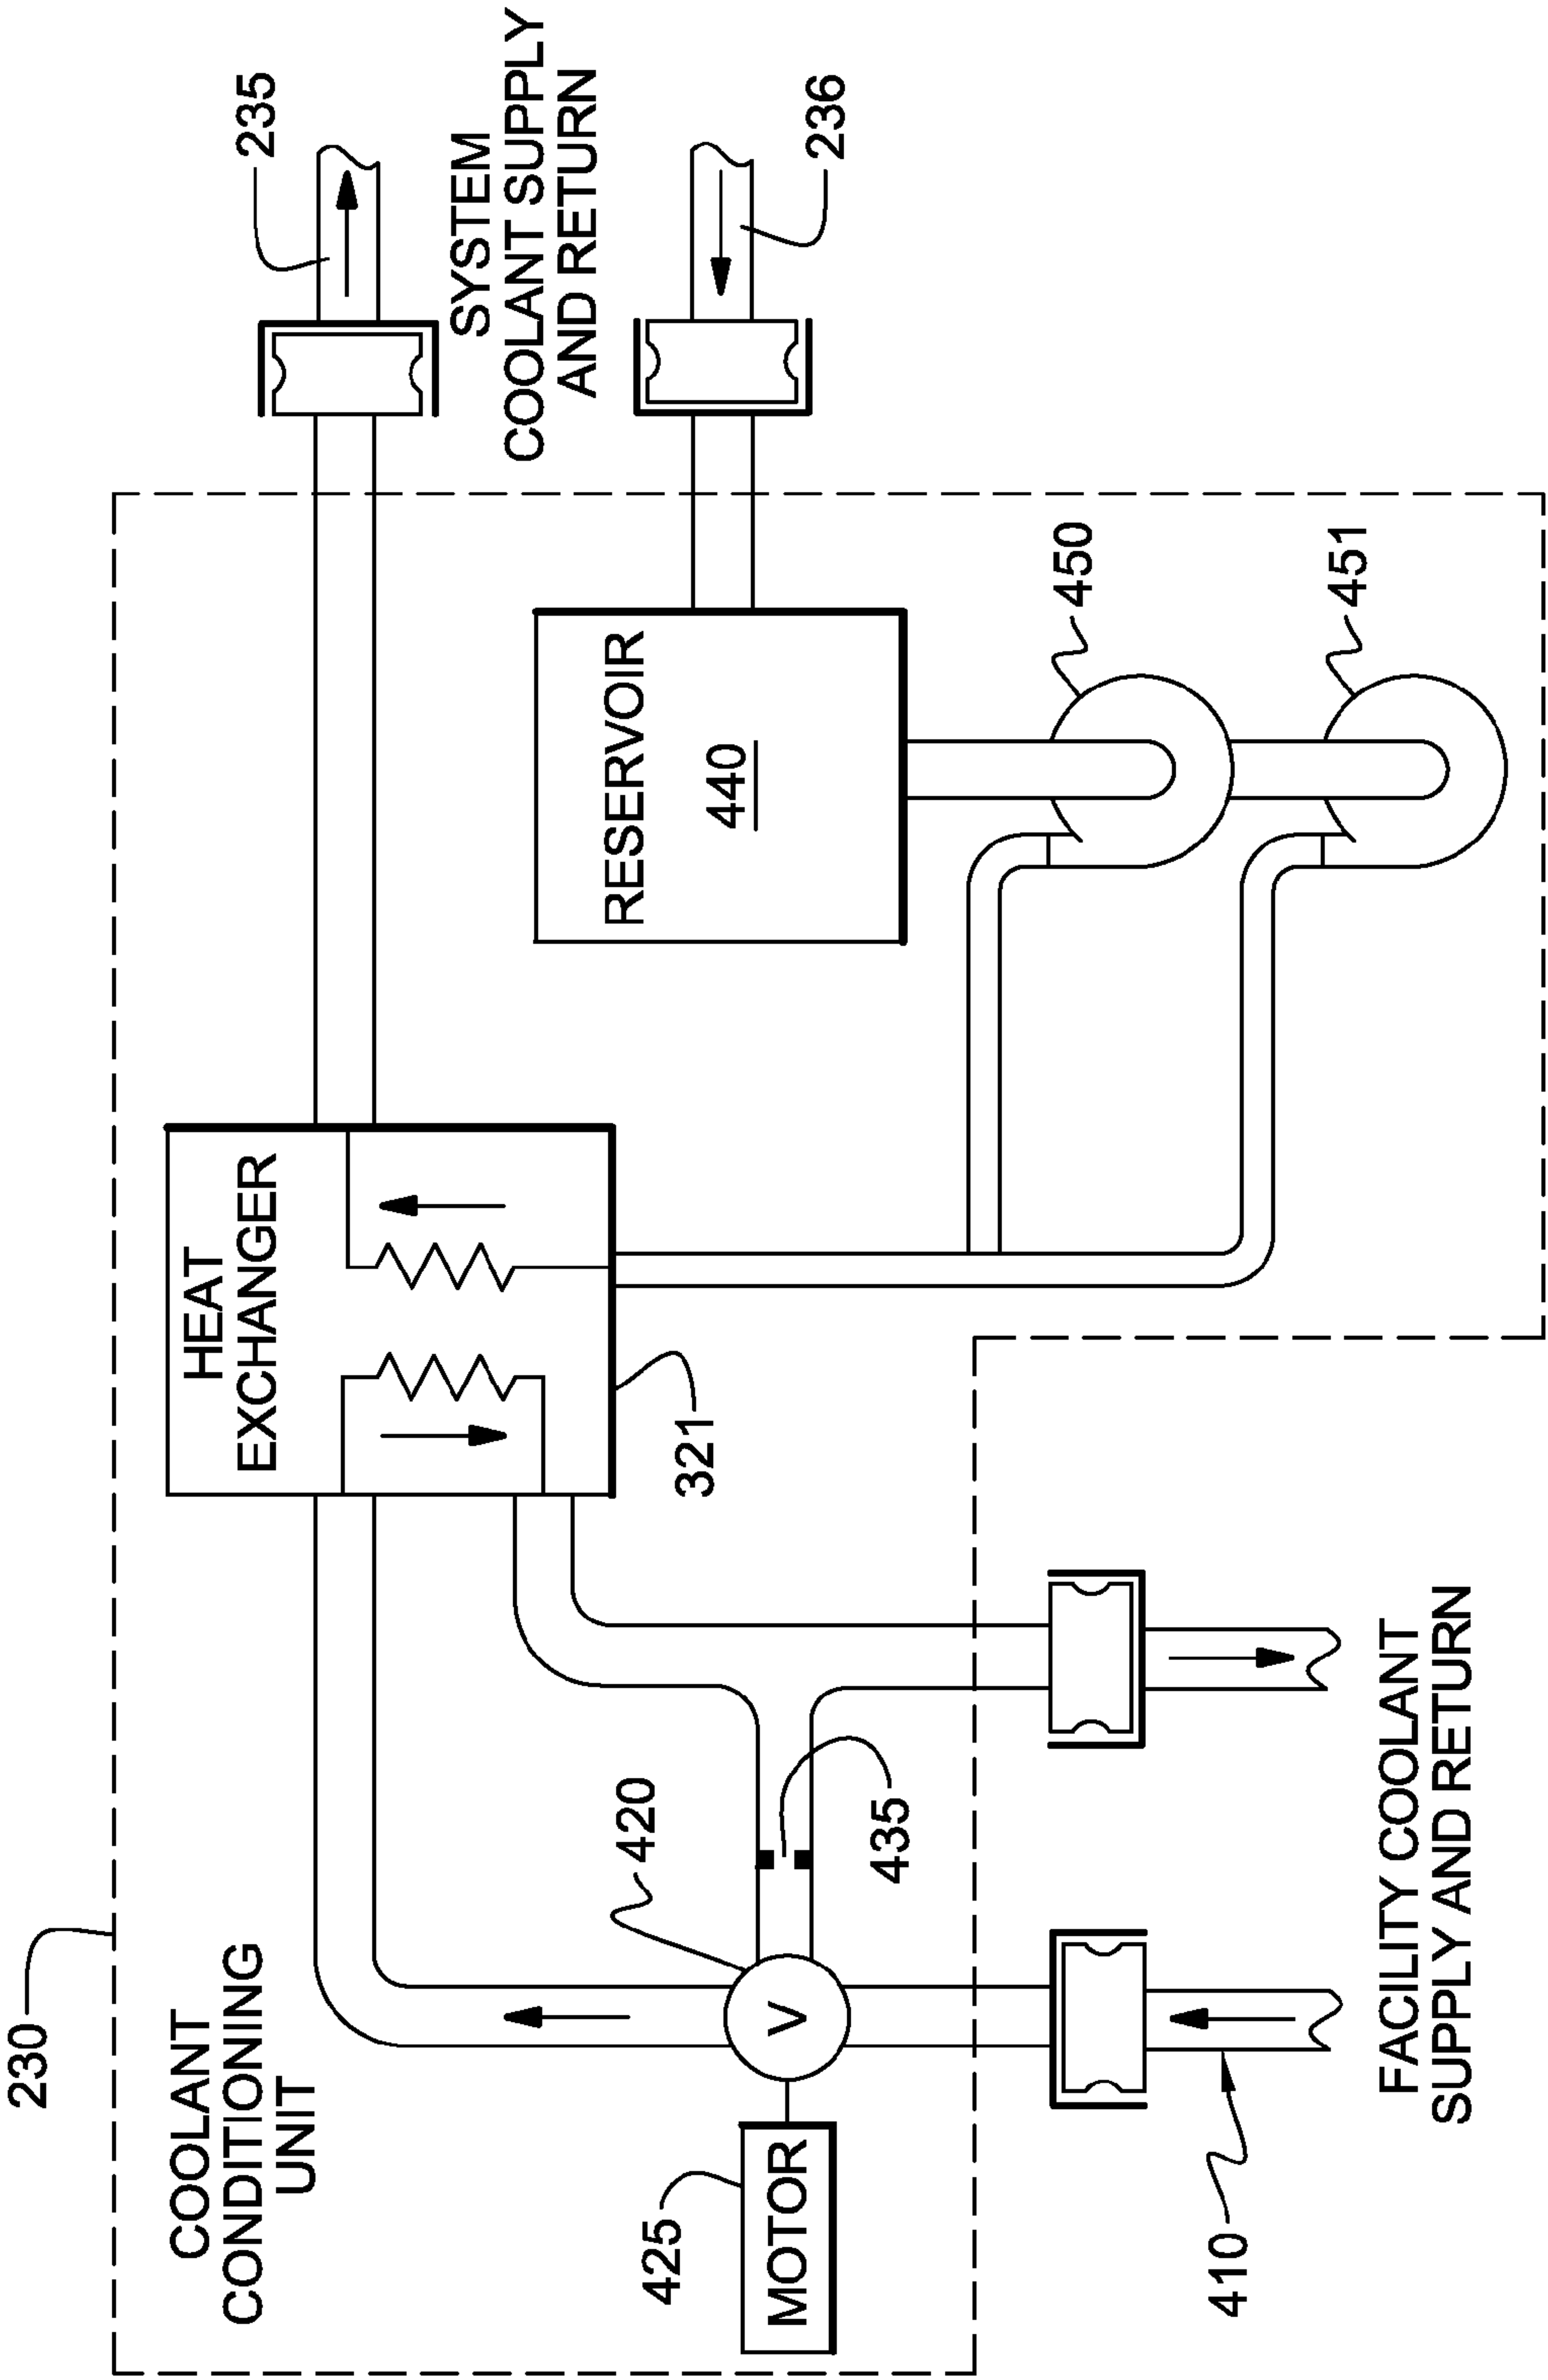 230
COOLANT
CONDITIONING
UNIT
HEAT
EXCHANGER
235
SYSTEM
COOLANT SUPPLY
AND RETURN
236
425
MOTOR
V
420
435
321
RESERVOIR
440
450
451
410
FACILITY COOLANT
SUPPLY AND RETURN